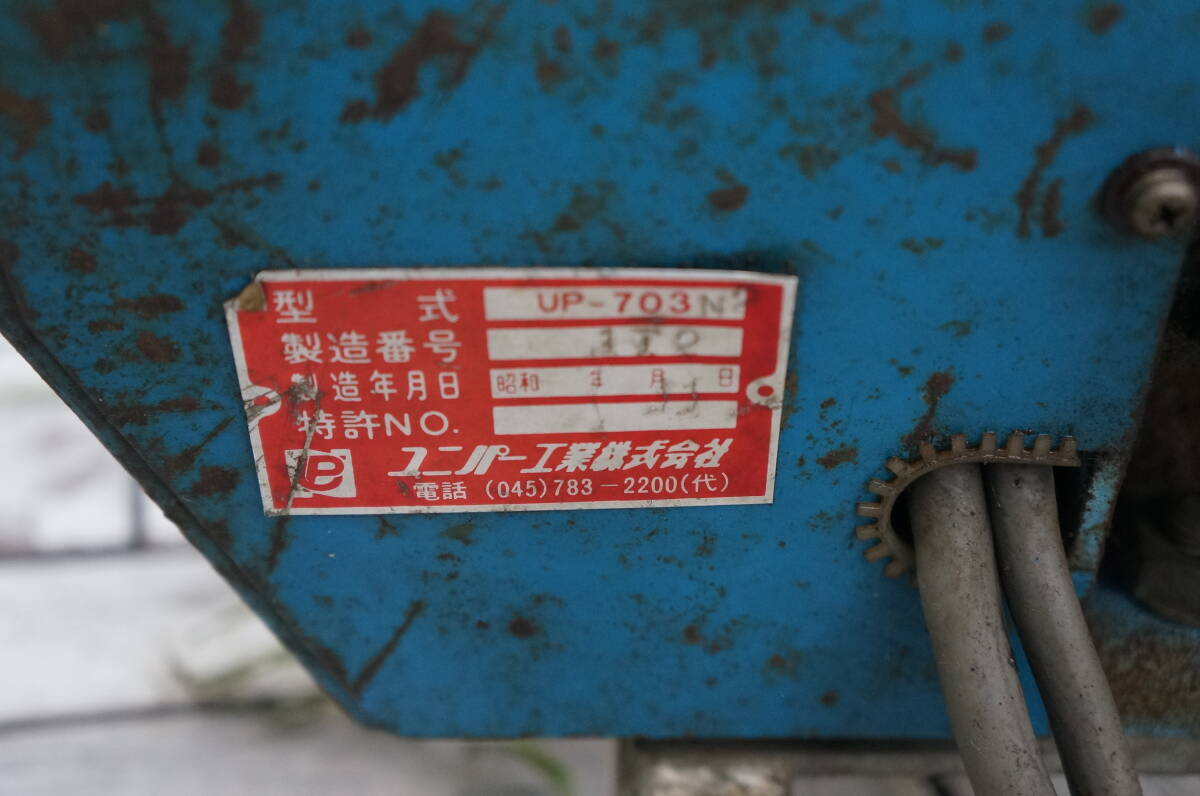 型式 UP-703N2
製造番号
製造年月日 昭和 年 月 日
特許NO.
ユニパー工業株式会社
電話 (045)783-2200(代)